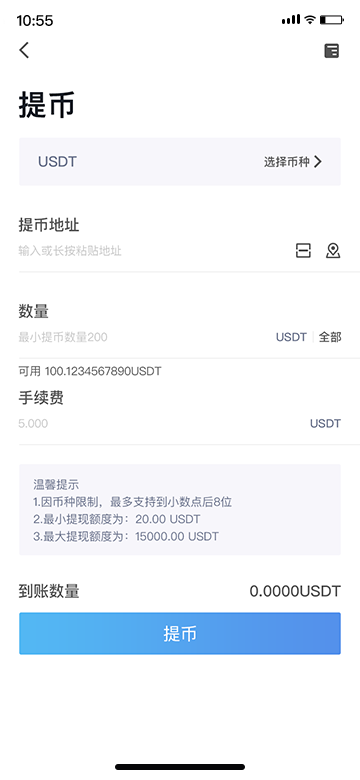 10:55
提币
USDT 选择币种
提币地址
输入或长按粘贴地址
数量
最小提币数量200 USDT 全部
可用 100.1234567890USDT
手续费
5.000 USDT
温馨提示
1.因币种限制，最多支持到小数点后8位
2.最小提现额度为：20.00 USDT
3.最大提现额度为：15000.00 USDT
到账数量 0.0000USDT
提币